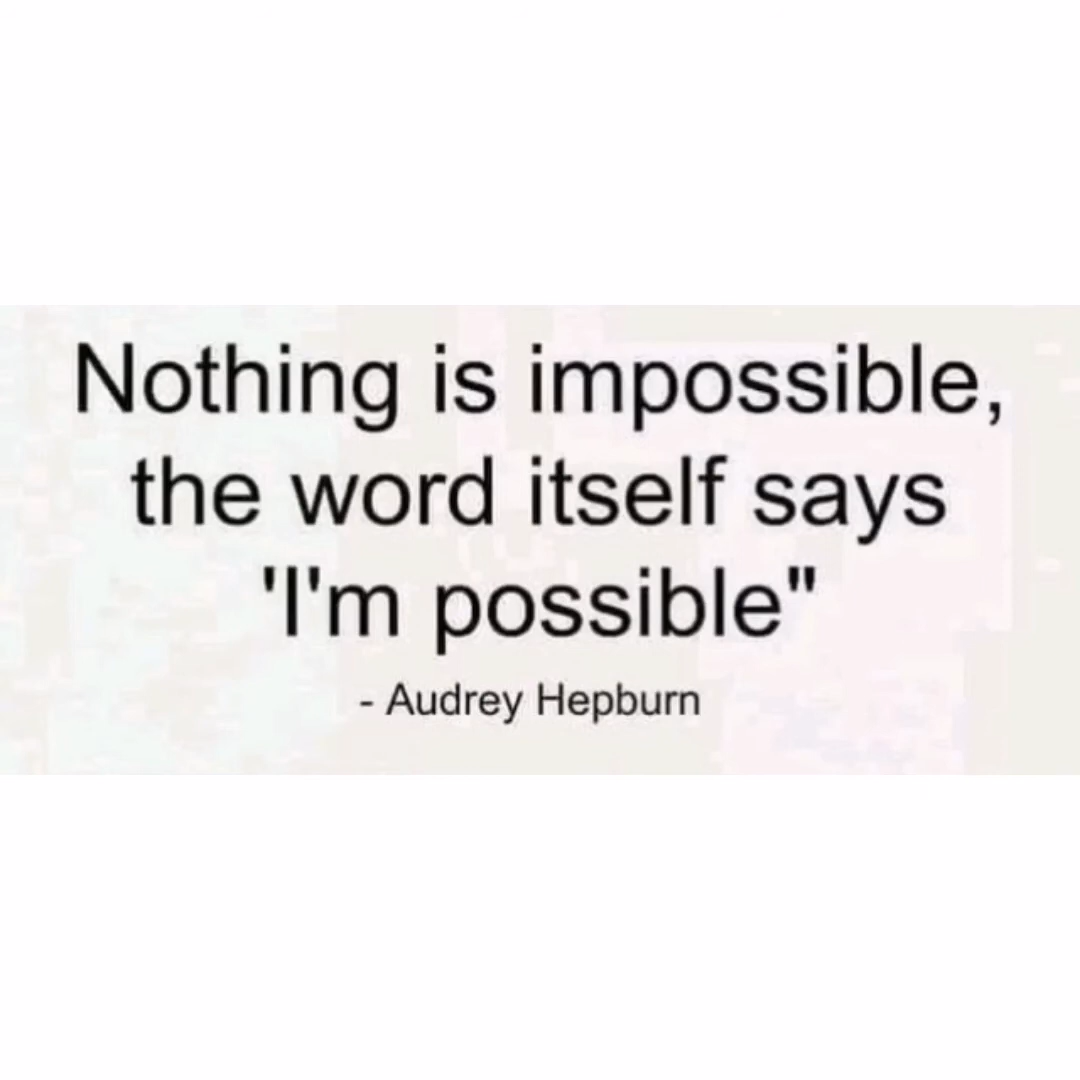 Nothing is impossible,
the word itself says
'I'm possible"
- Audrey Hepburn